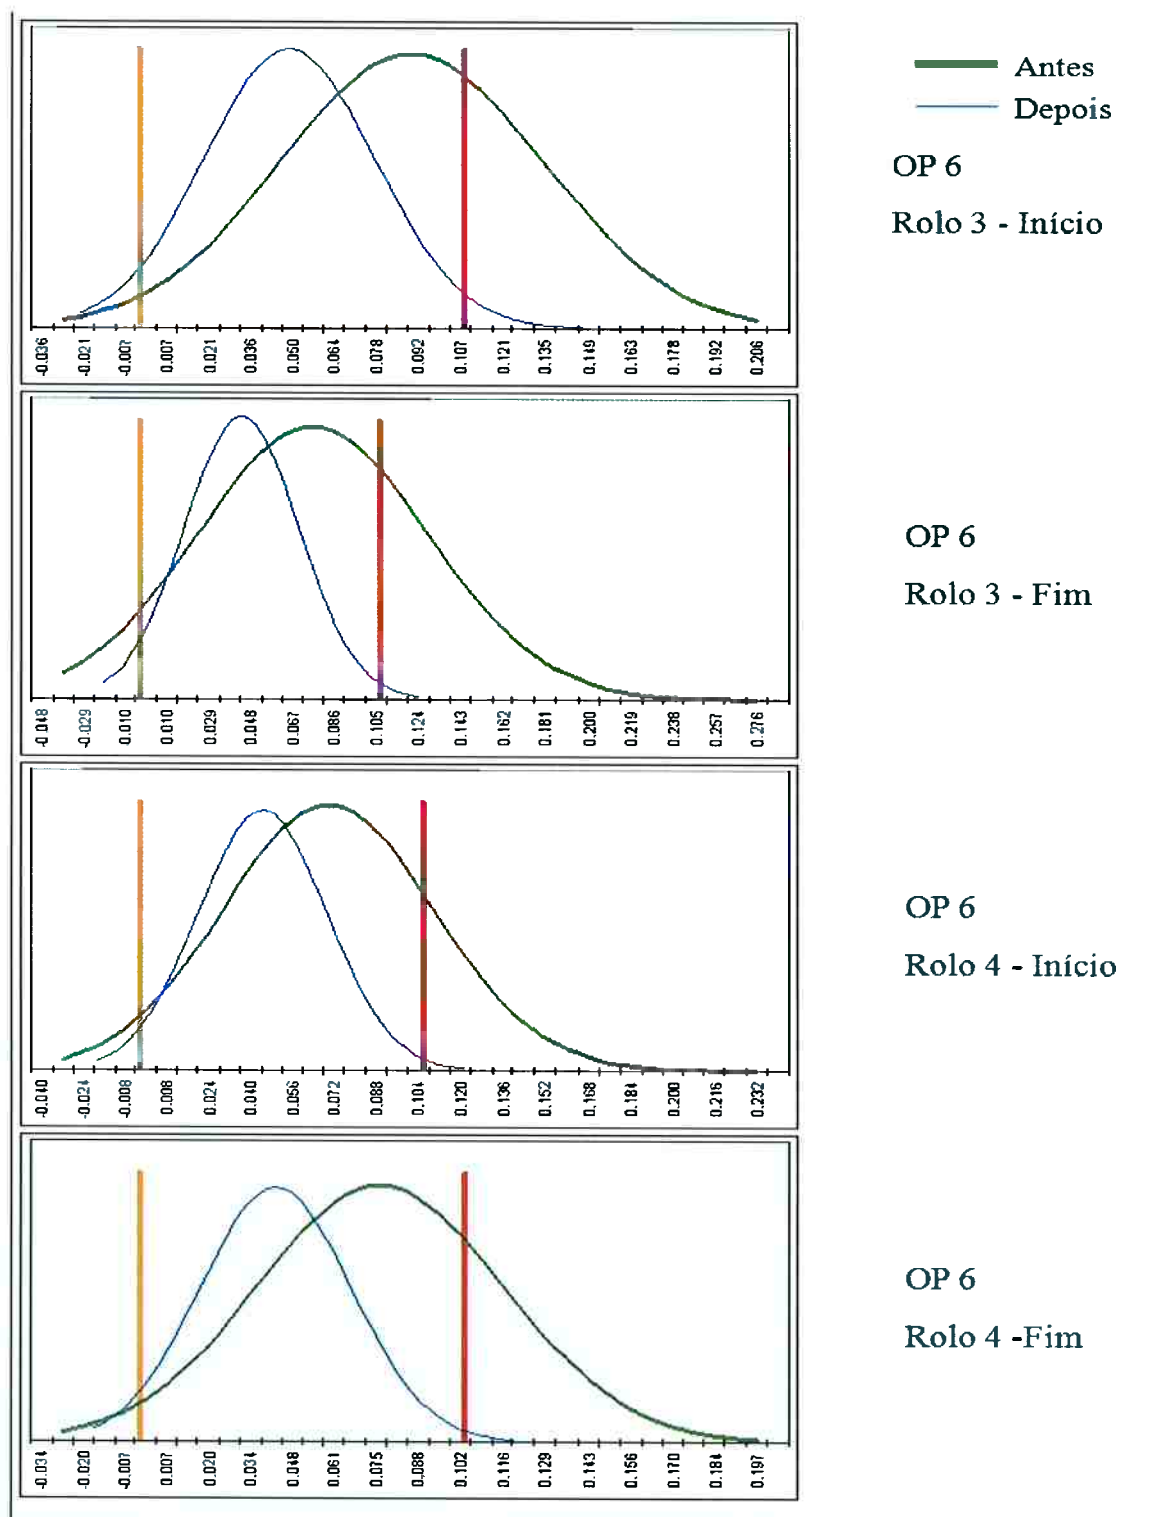 Antes
Depois
OP 6
Rolo 3 - Início
-0.036 -0.021 -0.007 0.007 0.021 0.036 0.050 0.064 0.078 0.092 0.107 0.121 0.135 0.149 0.163 0.178 0.192 0.206
OP 6
Rolo 3 - Fim
-0.048 -0.029 -0.010 0.010 0.029 0.048 0.067 0.086 0.105 0.124 0.143 0.162 0.181 0.200 0.219 0.238 0.257 0.276
OP 6
Rolo 4 - Início
-0.040 -0.024 -0.008 0.008 0.024 0.040 0.056 0.072 0.088 0.104 0.120 0.136 0.152 0.168 0.184 0.200 0.216 0.232
OP 6
Rolo 4 -Fim
-0.034 -0.020 -0.007 0.007 0.020 0.034 0.048 0.061 0.075 0.088 0.102 0.116 0.129 0.143 0.156 0.170 0.184 0.197